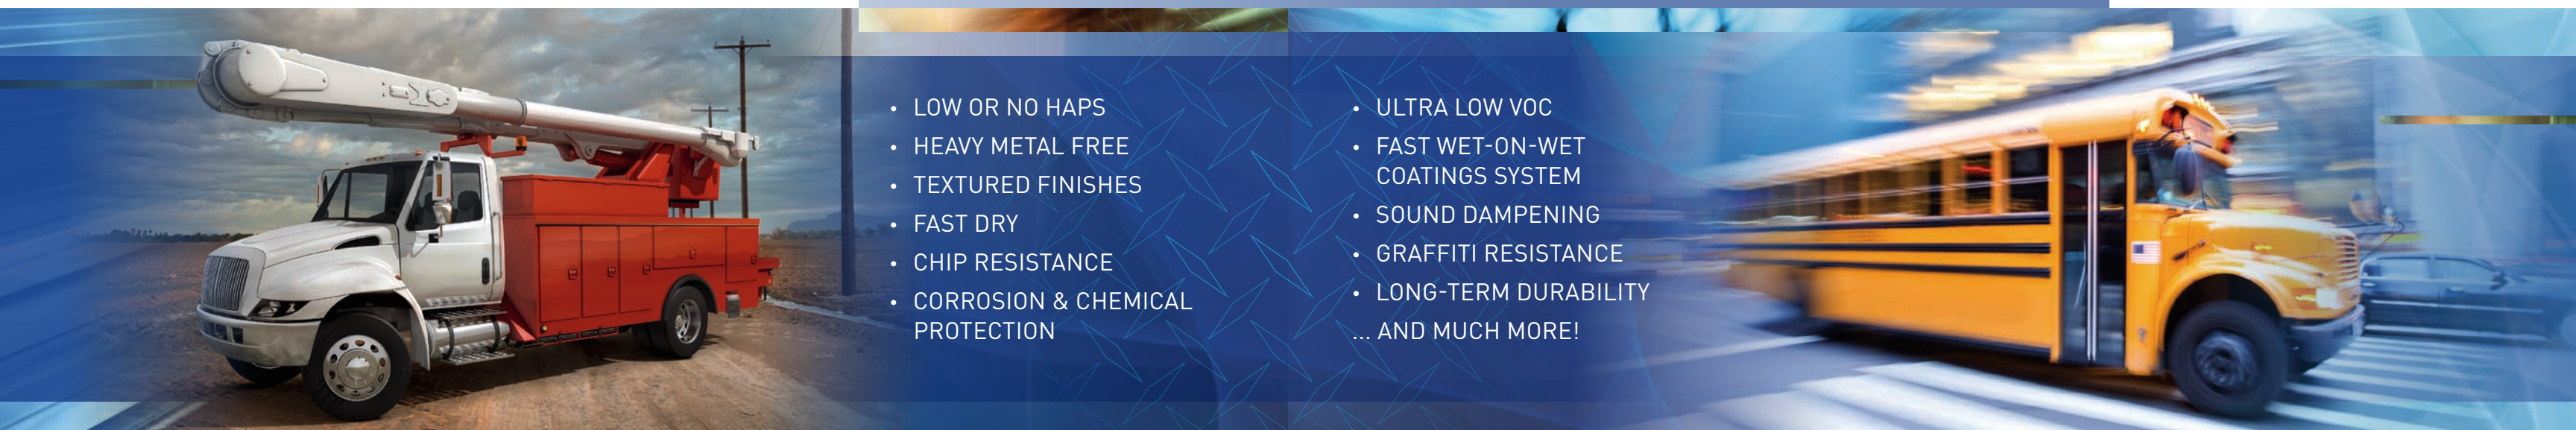 • LOW OR NO HAPS
• HEAVY METAL FREE
• TEXTURED FINISHES
• FAST DRY
• CHIP RESISTANCE
• CORROSION & CHEMICAL
PROTECTION
• ULTRA LOW VOC
• FAST WET-ON-WET
COATINGS SYSTEM
• SOUND DAMPENING
• GRAFFITI RESISTANCE
• LONG-TERM DURABILITY
... AND MUCH MORE!